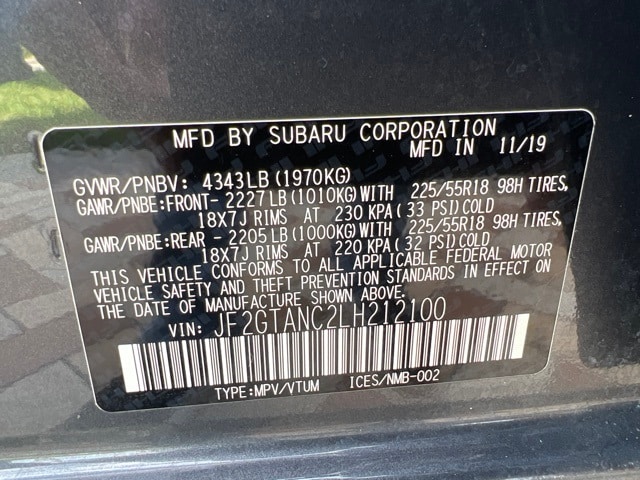 MFD BY SUBARU CORPORATION
MFD IN 11/19
GVWR/PNBV: 4343LB (1970KG)
GAWR/PNBE:FRONT- 2227LB (1010KG)WITH 225/55R18 98H TIRES,
18X7J RIMS AT 230 KPA (33 PSI)COLD
GAWR/PNBE:REAR - 2205LB (1000KG)WITH 225/55R18 98H TIRES,
18X7J RIMS AT 220 KPA (32 PSI)COLD
THIS VEHICLE CONFORMS TO ALL APPLICABLE FEDERAL MOTOR
VEHICLE SAFETY AND THEFT PREVENTION STANDARDS IN EFFECT ON
THE DATE OF MANUFACTURE SHOWN ABOVE.
VIN: JF2GTANC2LH212100
TYPE:MPV/VTUM ICES/NMB-002